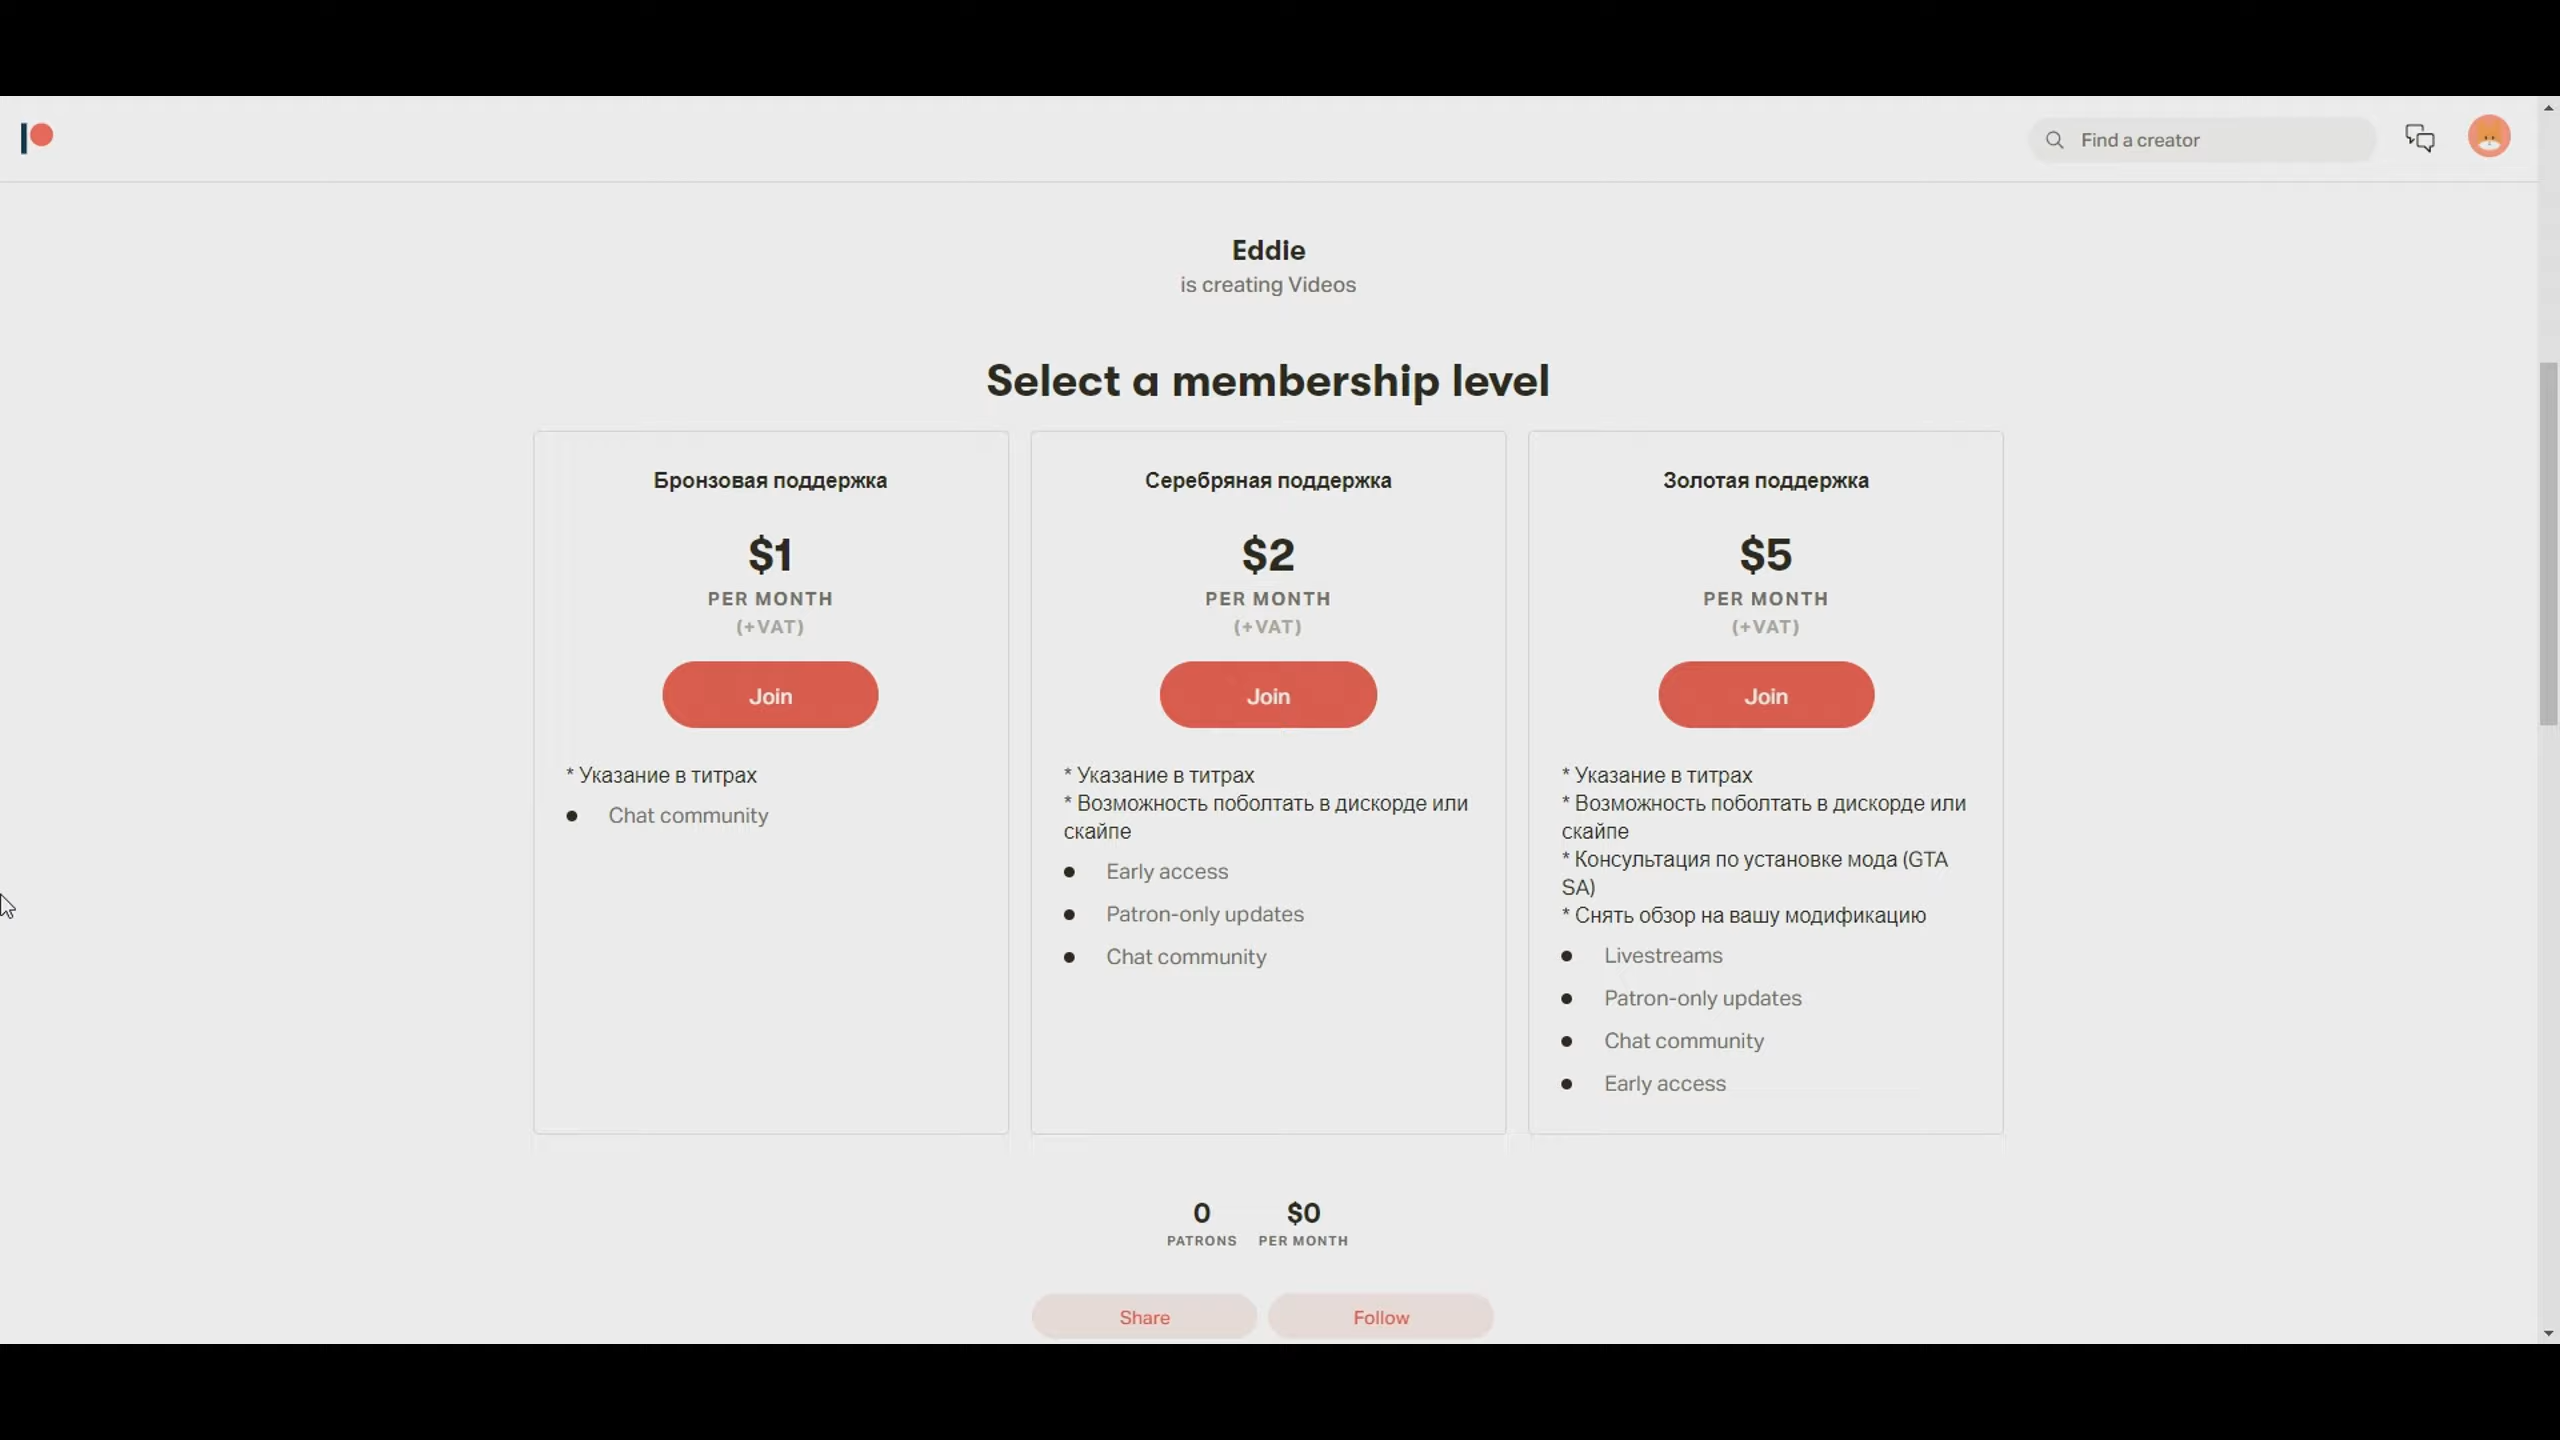 Find a creator
Eddie
is creating Videos
Select a membership level
Бронзовая поддержка
$1
PER MONTH
(+VAT)
Join
* Указание в титрах
Chat community
Серебряная поддержка
$2
PER MONTH
(+VAT)
Join
* Указание в титрах
* Возможность поболтать в дискорде или
скайпе
Early access
Patron-only updates
Chat community
Золотая поддержка
$5
PER MONTH
(+VAT)
Join
* Указание в титрах
* Возможность поболтать в дискорде или
скайпе
* Консультация по установке мода (GTA
SA)
* Снять обзор на вашу модификацию
Livestreams
Patron-only updates
Chat community
Early access
0
PATRONS
$0
PER MONTH
Share
Follow